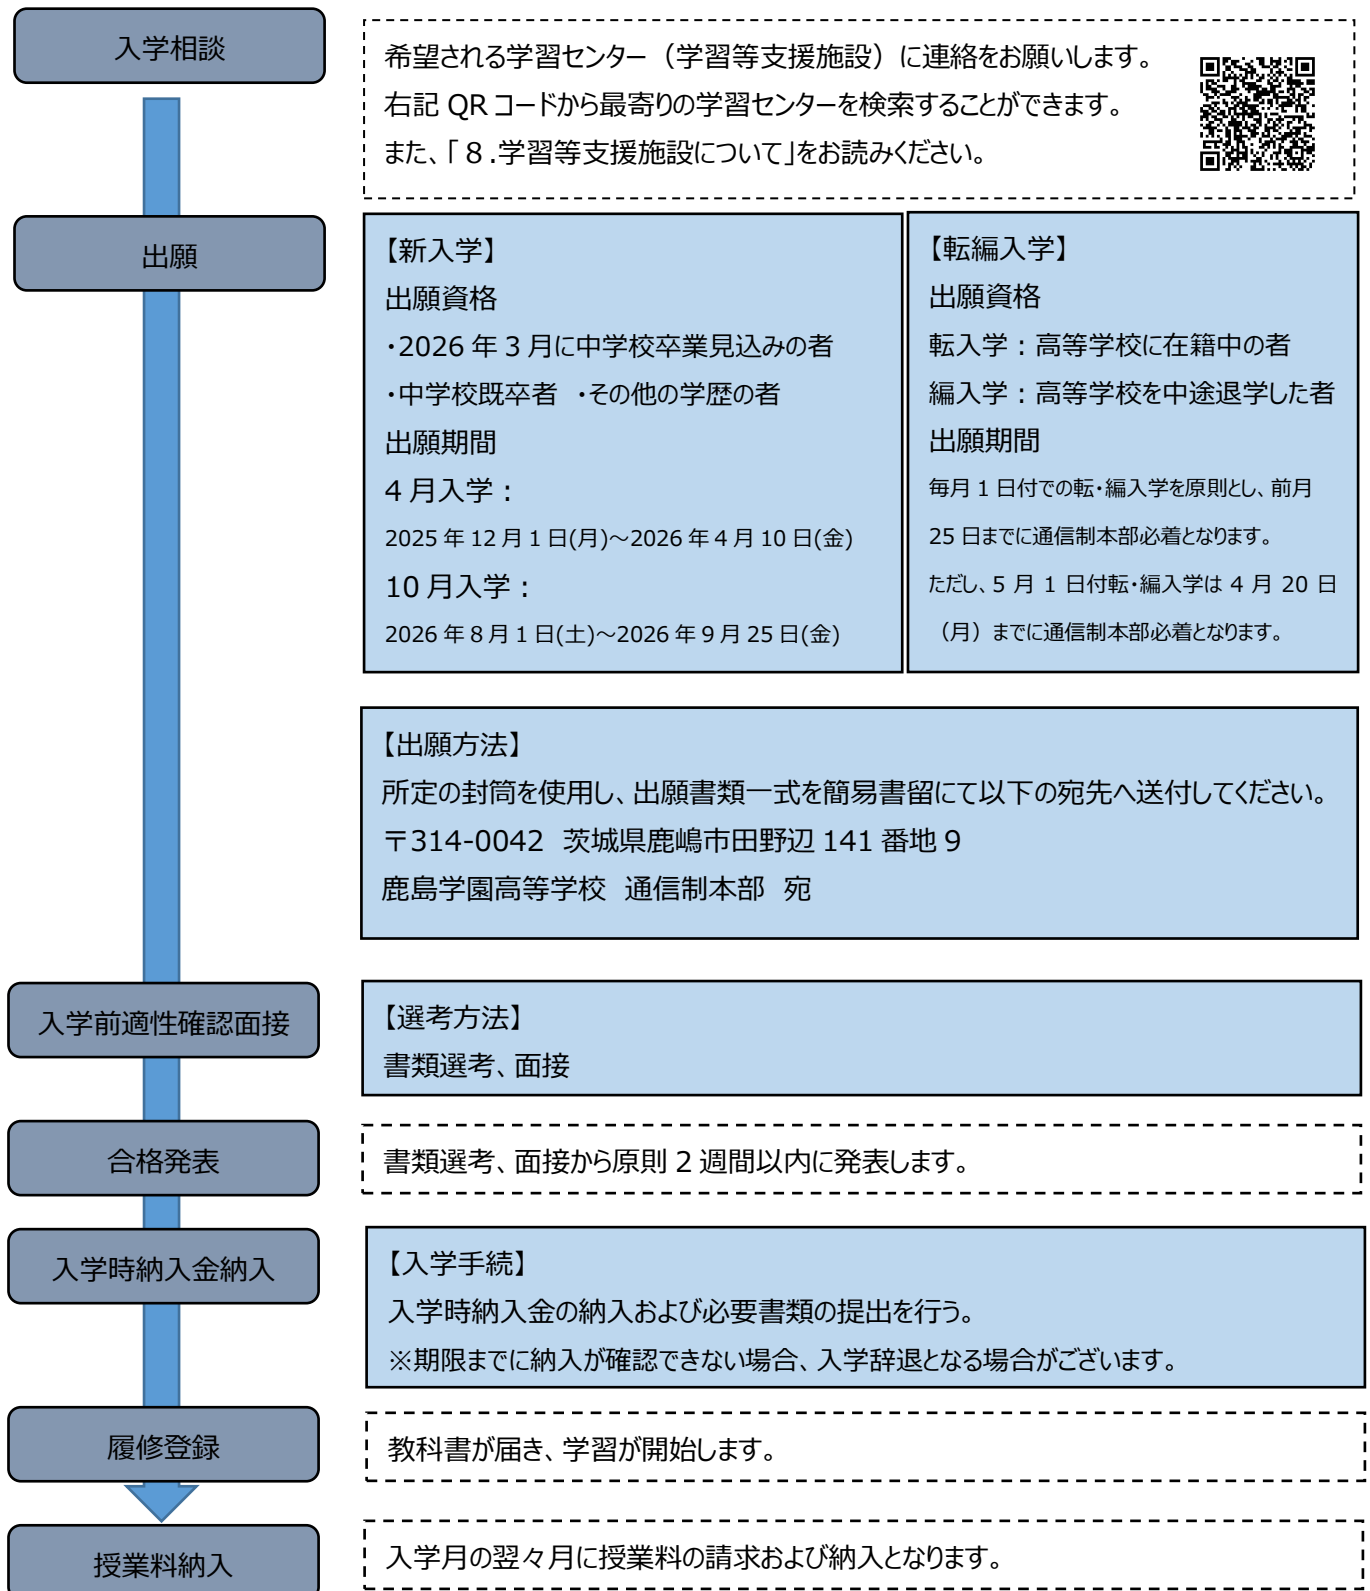 入学相談
希望される学習センター（学習等支援施設）に連絡をお願いします。
右記 QR コードから最寄りの学習センターを検索することができます。
また、「８.学習等支援施設について」をお読みください。
出願
【新入学】
出願資格
・2026 年 3 月に中学校卒業見込みの者
・中学校既卒者　・その他の学歴の者
出願期間
4 月入学：
2025 年 12 月 1 日(月)～2026 年 4 月 10 日(金)
10 月入学：
2026 年 8 月 1 日(土)～2026 年 9 月 25 日(金)
【転編入学】
出願資格
転入学：高等学校に在籍中の者
編入学：高等学校を中途退学した者
出願期間
毎月 1 日付での転・編入学を原則とし、前月
25 日までに通信制本部必着となります。
ただし、5 月 1 日付転・編入学は 4 月 20 日
（月）までに通信制本部必着となります。
【出願方法】
所定の封筒を使用し、出願書類一式を簡易書留にて以下の宛先へ送付してください。
〒314-0042　茨城県鹿嶋市田野辺 141 番地 9
鹿島学園高等学校　通信制本部　宛
入学前適性確認面接
【選考方法】
書類選考、面接
合格発表
書類選考、面接から原則 2 週間以内に発表します。
入学時納入金納入
【入学手続】
入学時納入金の納入および必要書類の提出を行う。
※期限までに納入が確認できない場合、入学辞退となる場合がございます。
履修登録
教科書が届き、学習が開始します。
授業料納入
入学月の翌々月に授業料の請求および納入となります。